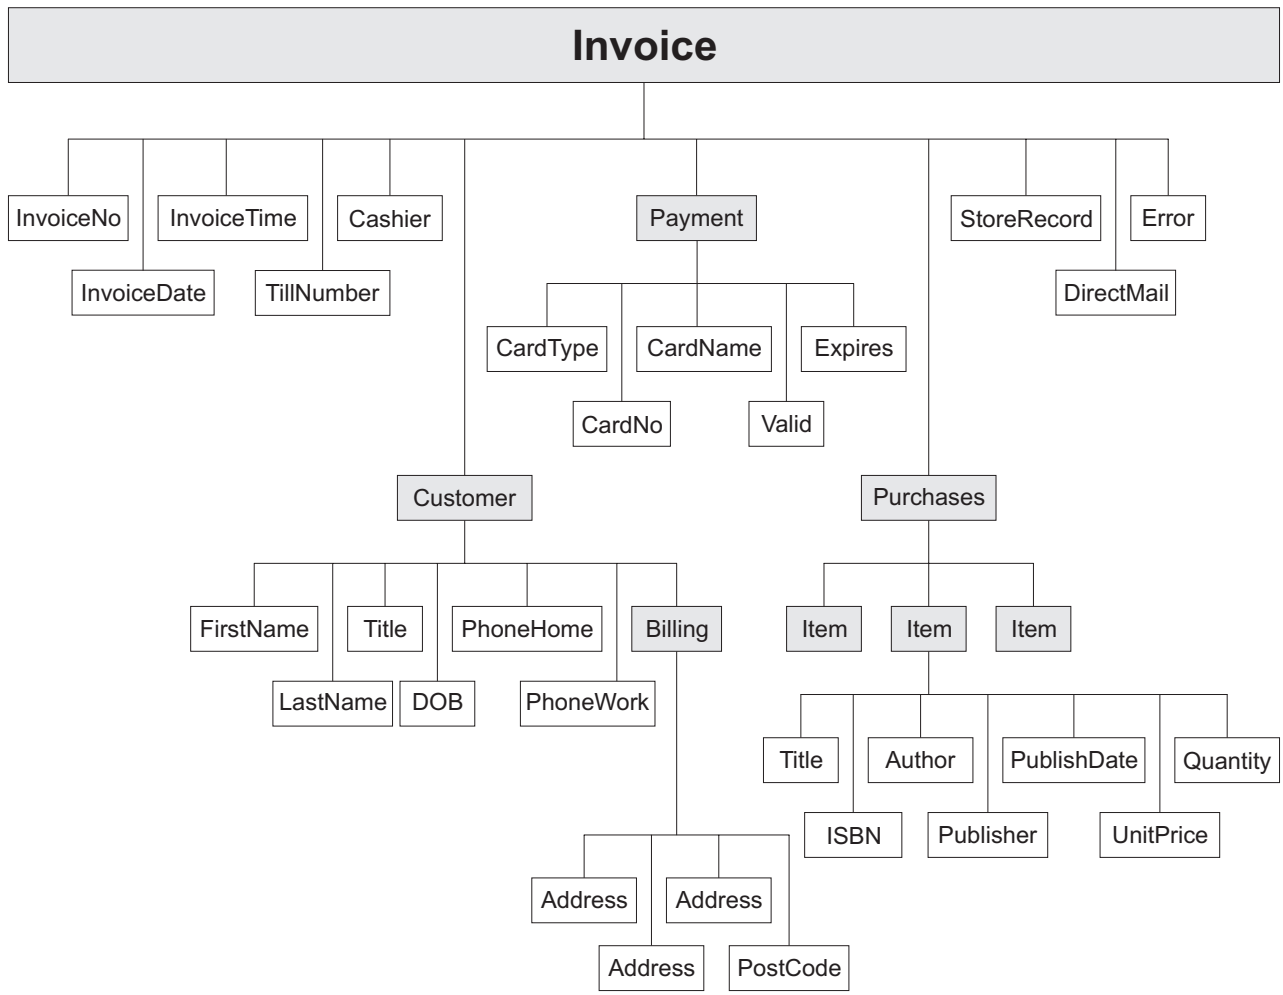 Invoice
InvoiceNo
InvoiceTime
Cashier
Payment
StoreRecord
Error
InvoiceDate
TillNumber
DirectMail
CardType
CardName
Expires
CardNo
Valid
Customer
Purchases
FirstName
Title
PhoneHome
Billing
Item
Item
Item
LastName
DOB
PhoneWork
Title
Author
PublishDate
Quantity
ISBN
Publisher
UnitPrice
Address
Address
Address
PostCode